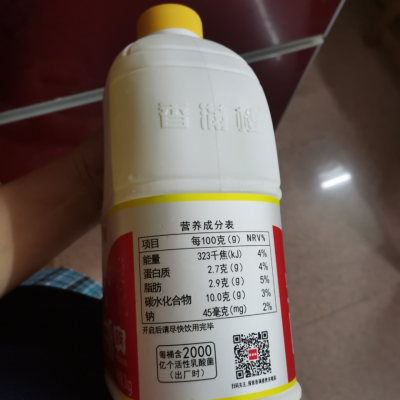 香满楼
营养成分表
项目 每100克(g) NRV%
能量 323千焦(kJ) 4%
蛋白质 2.7克(g) 4%
脂肪 2.9克(g) 5%
碳水化合物 10.0克(g) 3%
钠 45毫克(mg) 2%
开启后请尽快饮用完毕
每桶含2000
亿个活性乳酸菌
(出厂时)